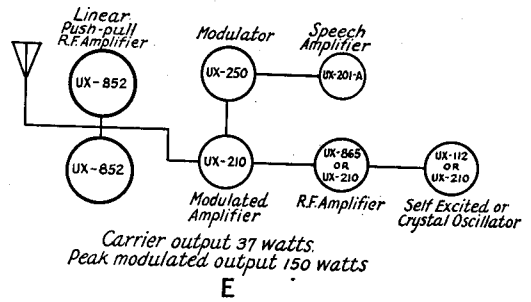 Linear
Push-pull
R.F. Amplifier
UX-852
UX-852
Modulator
UX-250
Speech
Amplifier
UX-201-A
UX-210
Modulated
Amplifier
UX-865
OR
UX-210
R.F. Amplifier
UX-112
OR
UX-210
Self Excited or
Crystal Oscillator
Carrier output 37 watts.
Peak modulated output 150 watts
E